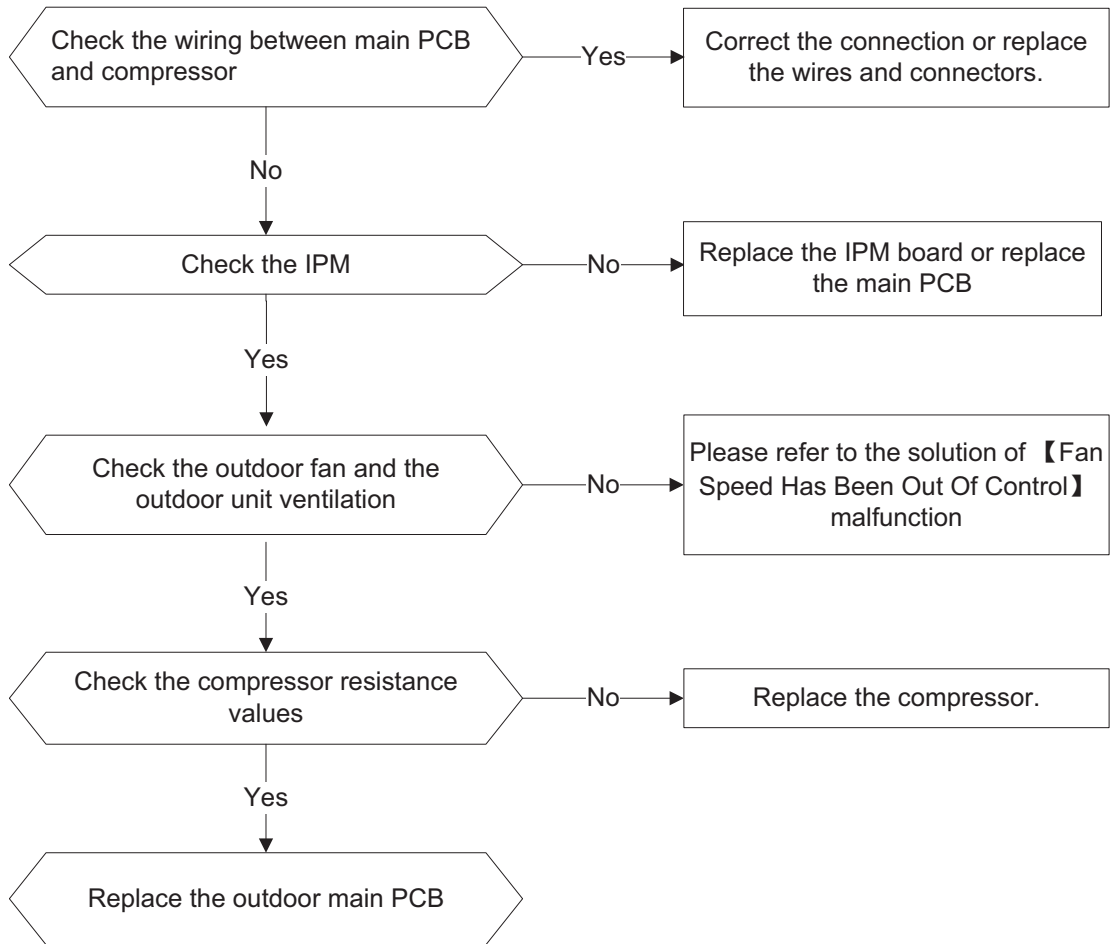 Check the wiring between main PCB
and compressor
Yes
Correct the connection or replace
the wires and connectors.
No
Check the IPM
No
Replace the IPM board or replace
the main PCB
Yes
Check the outdoor fan and the
outdoor unit ventilation
No
Please refer to the solution of 【Fan
Speed Has Been Out Of Control】
malfunction
Yes
Check the compressor resistance
values
No
Replace the compressor.
Yes
Replace the outdoor main PCB